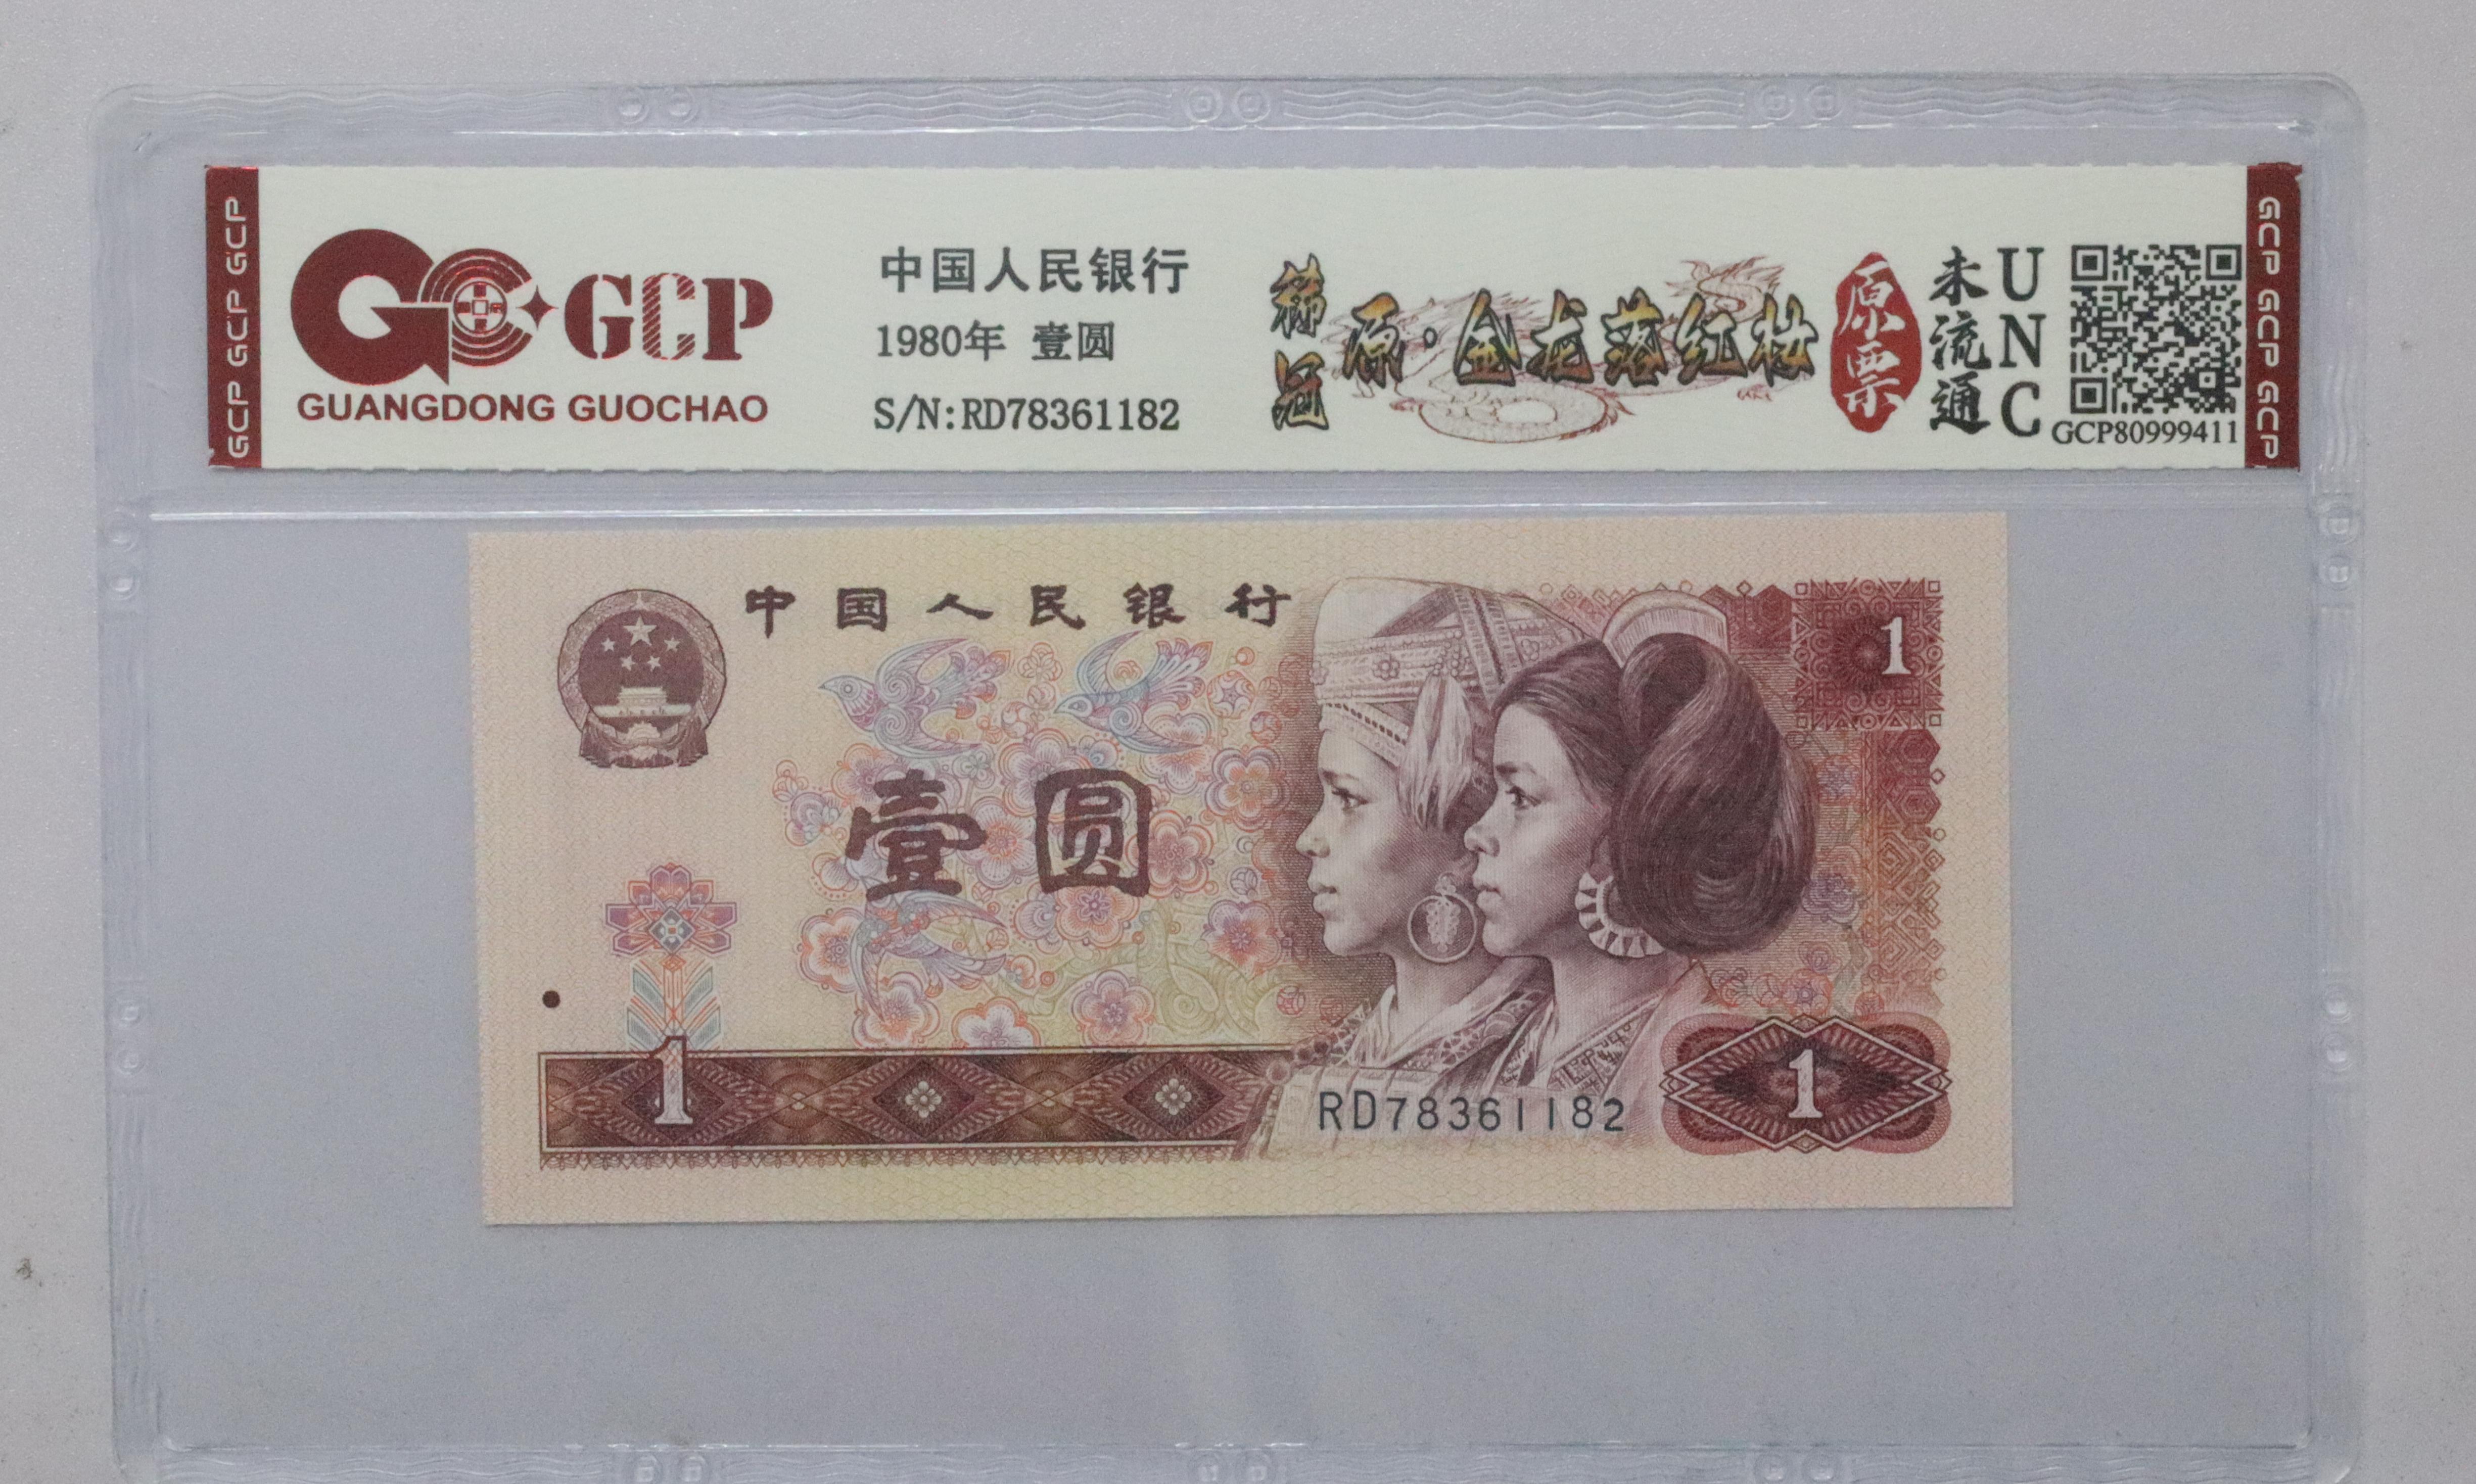 GCP GCP GCP
GCP
GUANGDONG GUOCHAO
中国人民银行
1980年 壹圆
S/N:RD78361182
稀冠
原·金龙落红妆
原票
未流通
UNC
GCP80999411
GCP GCP GCP
中国人民银行
1
壹圆
1
RD78361182
1